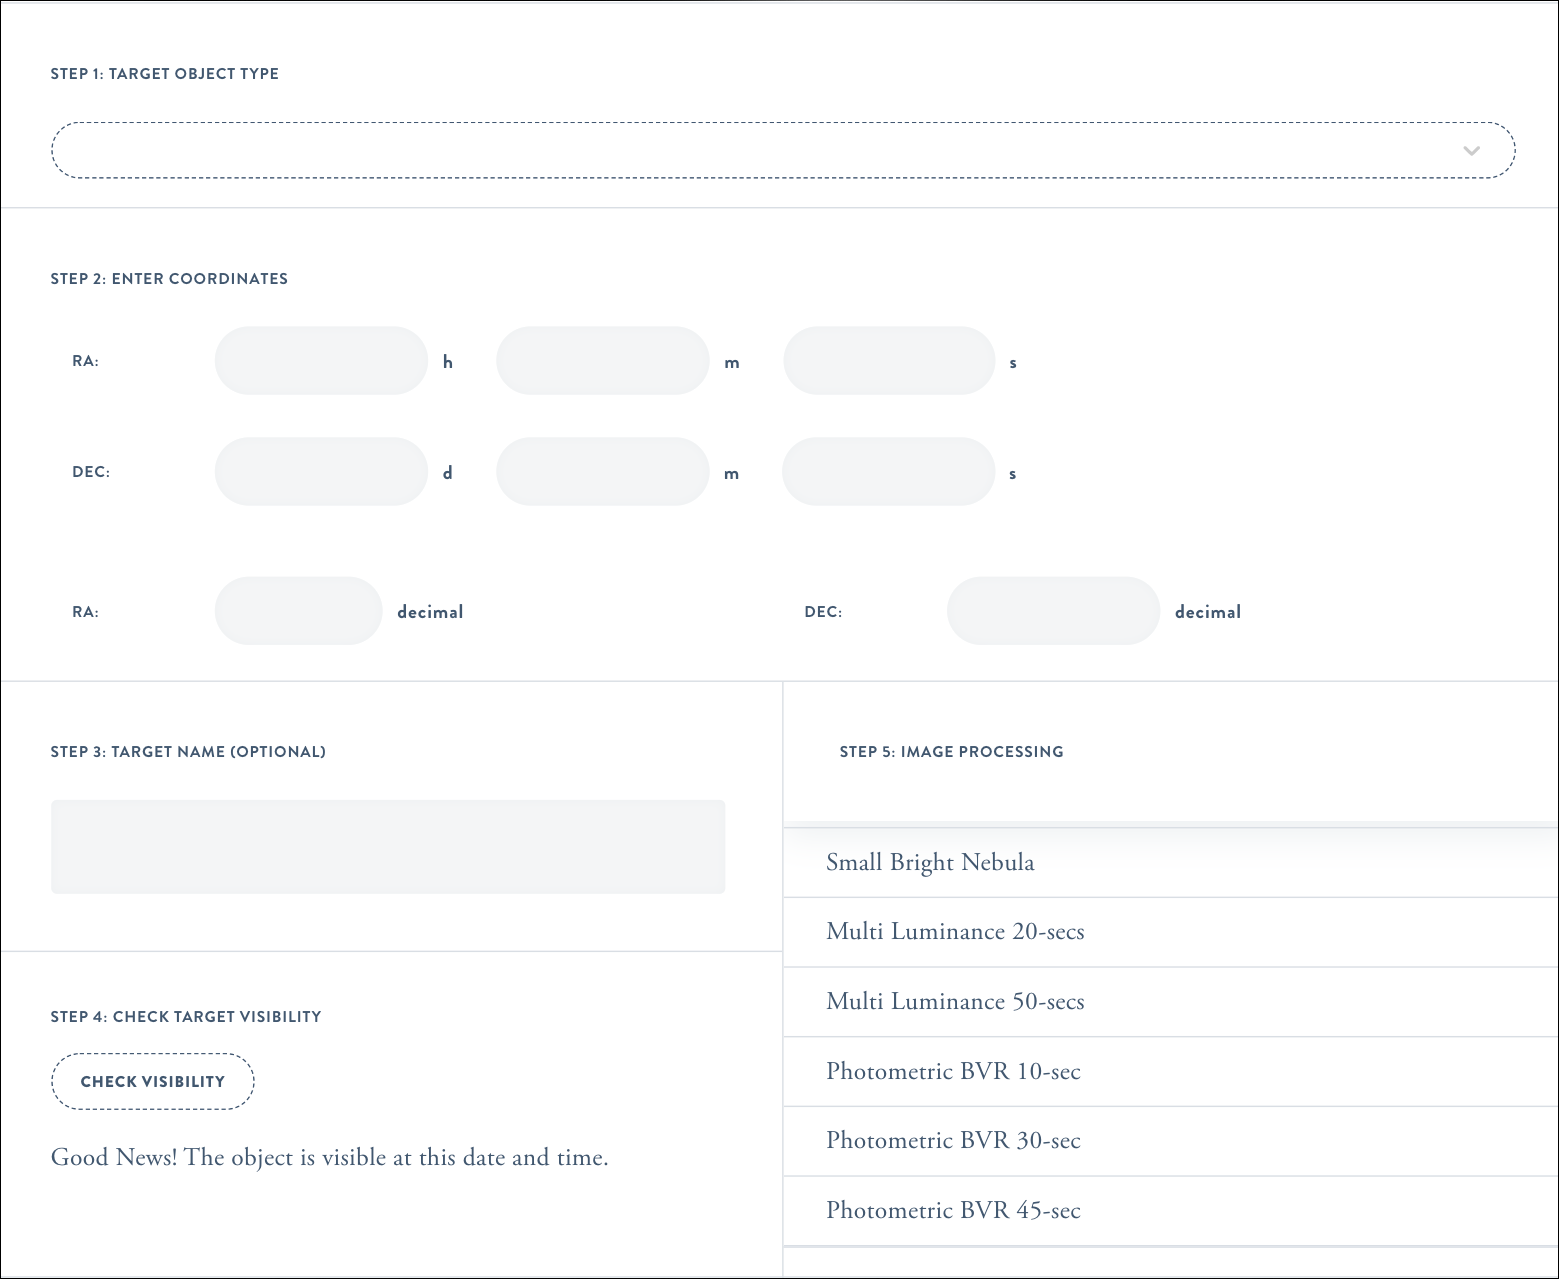 STEP 1: TARGET OBJECT TYPE
STEP 2: ENTER COORDINATES
RA: h m s
DEC: d m s
RA: decimal DEC: decimal
STEP 3: TARGET NAME (OPTIONAL)
STEP 4: CHECK TARGET VISIBILITY
CHECK VISIBILITY
Good News! The object is visible at this date and time.
STEP 5: IMAGE PROCESSING
Small Bright Nebula
Multi Luminance 20-secs
Multi Luminance 50-secs
Photometric BVR 10-sec
Photometric BVR 30-sec
Photometric BVR 45-sec